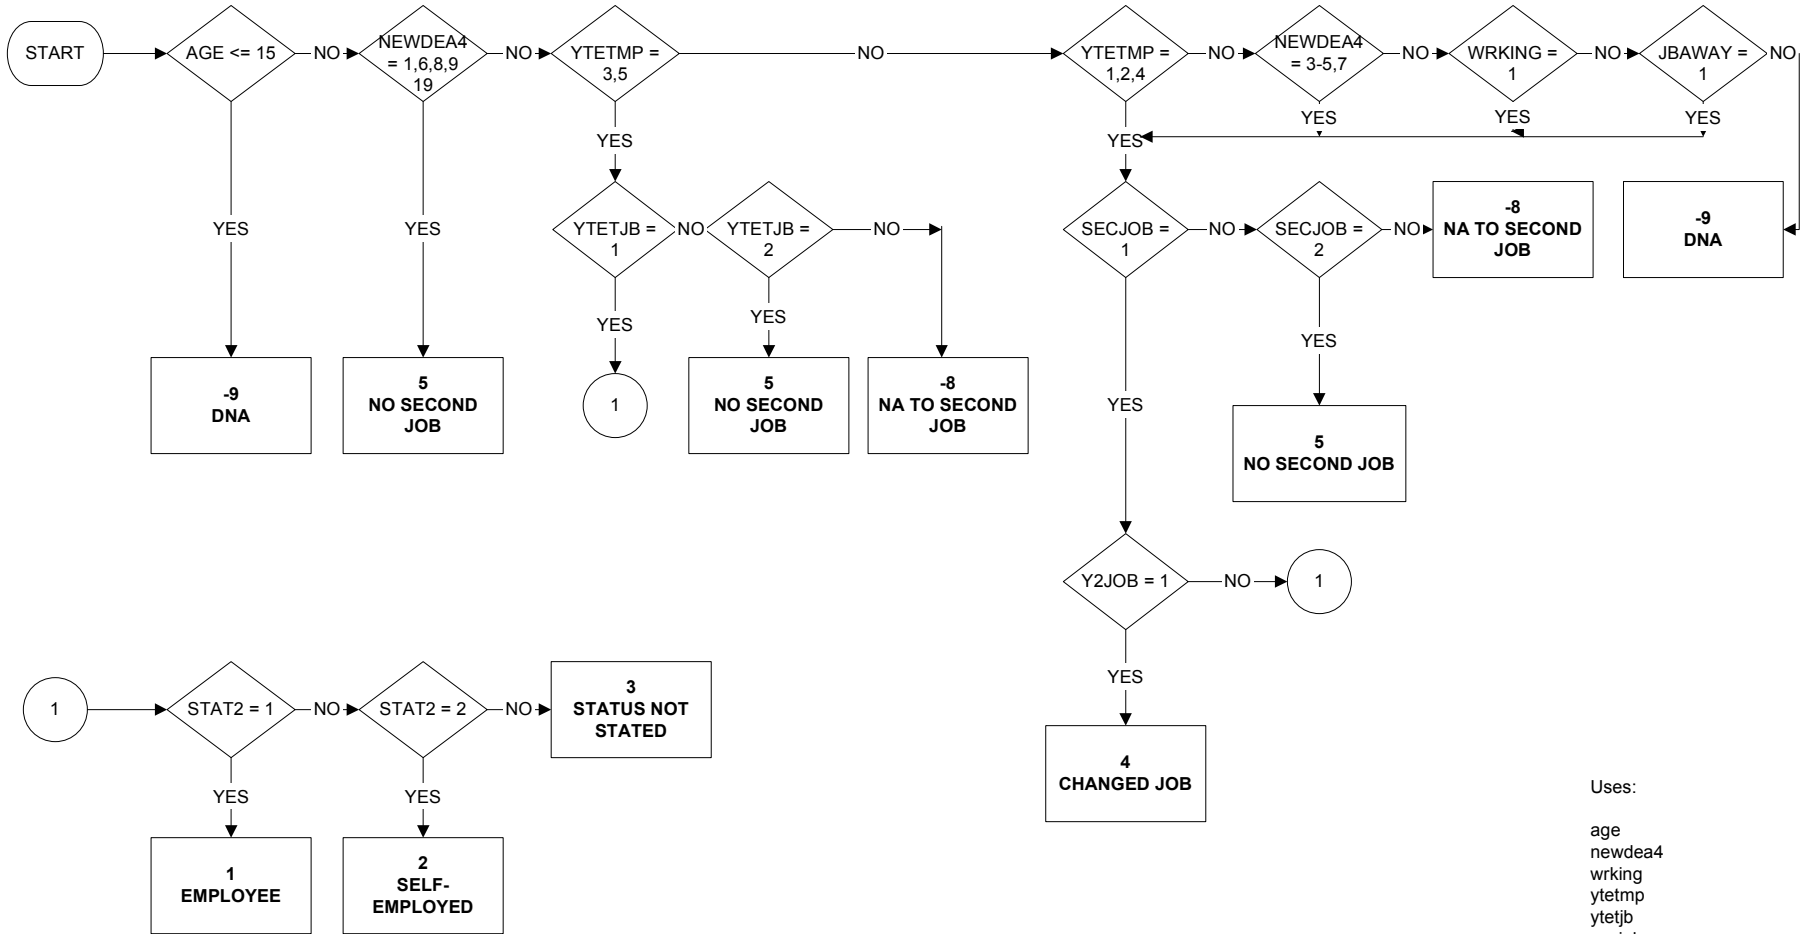 START
AGE <= 15
NO
NEWDEA4
= 1,6,8,9
19
NO
YTETMP =
3,5
NO
YTETMP =
1,2,4
NO
NEWDEA4
= 3-5,7
NO
WRKING =
1
NO
JBAWAY =
1
NO
YES
YES
YES
YES
YES
YES
YES
YTETJB =
1
NO
YTETJB =
2
NO
SECJOB =
1
NO
SECJOB =
2
NO
-8
NA TO SECOND
JOB
-9
DNA
YES
YES
YES
YES
-9
DNA
5
NO SECOND
JOB
1
5
NO SECOND
JOB
-8
NA TO SECOND
JOB
5
NO SECOND JOB
Y2JOB = 1
NO
1
YES
4
CHANGED JOB
1
STAT2 = 1
NO
STAT2 = 2
NO
3
STATUS NOT
STATED
YES
YES
1
EMPLOYEE
2
SELF-
EMPLOYED
Uses:
age
newdea4
wrking
ytetmp
ytetjb